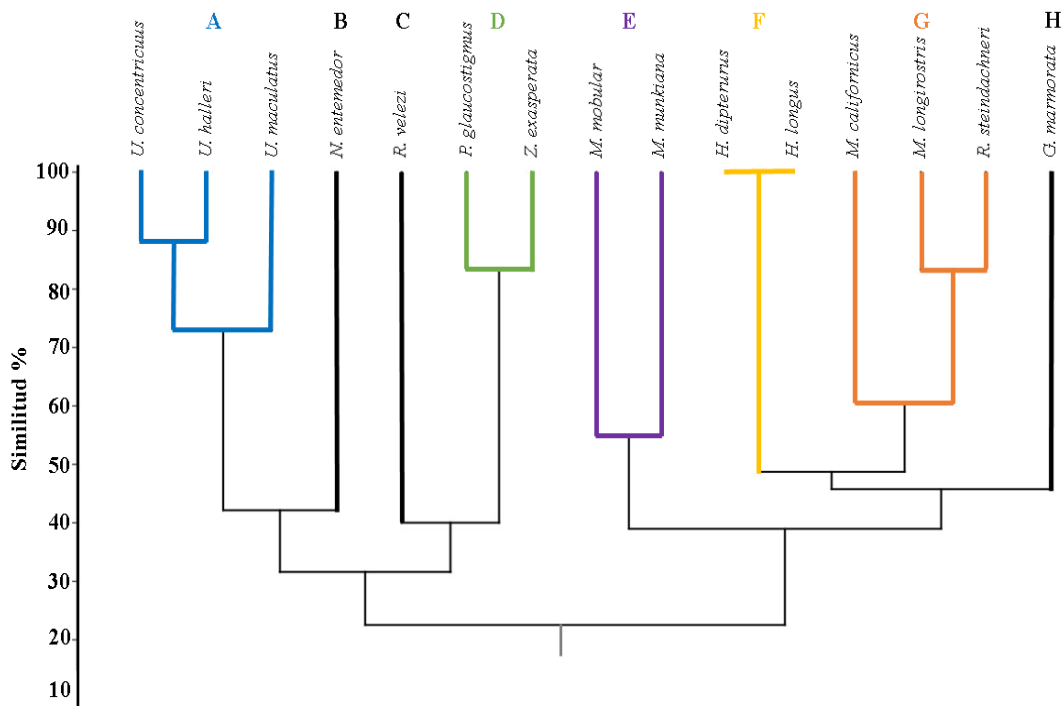 A B C D E F G H
U. concentricuus
U. halleri
U. maculatus
N. entemedor
R. velezi
P. glaucostigmus
Z. exasperata
M. mobular
M. munkiana
H. dipterurus
H. longus
M. californicus
M. longirostris
R. steindachneri
G. marmorata
Similitud %
100
90
80
70
60
50
40
30
20
10